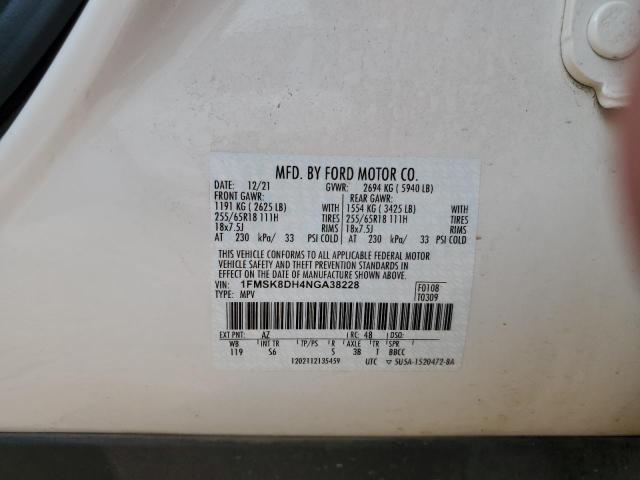 MFD. BY FORD MOTOR CO.
DATE: 12/21 GVWR: 2694 KG ( 5940 LB)
FRONT GAWR: REAR GAWR:
1191 KG ( 2625 LB) WITH 1554 KG ( 3425 LB) WITH
255/65R18 111H TIRES 255/65R18 111H TIRES
18x7.5J RIMS 18x7.5J RIMS
AT 230 kPa/ 33 PSI COLD AT 230 kPa/ 33 PSI COLD
THIS VEHICLE CONFORMS TO ALL APPLICABLE FEDERAL MOTOR
VEHICLE SAFETY AND THEFT PREVENTION STANDARDS IN
EFFECT ON THE DATE OF MANUFACTURE SHOWN ABOVE.
VIN: 1FMSK8DH4NGA38228 F0108
TYPE: MPV T0309
EXT PNT: AZ RC: 48 DSO:
WB INT TR TP/PS R AXLE TR SPR
119 S6 5 3B T BBCC
1202112135459 UTC ▽ 5U5A-1520472-BA